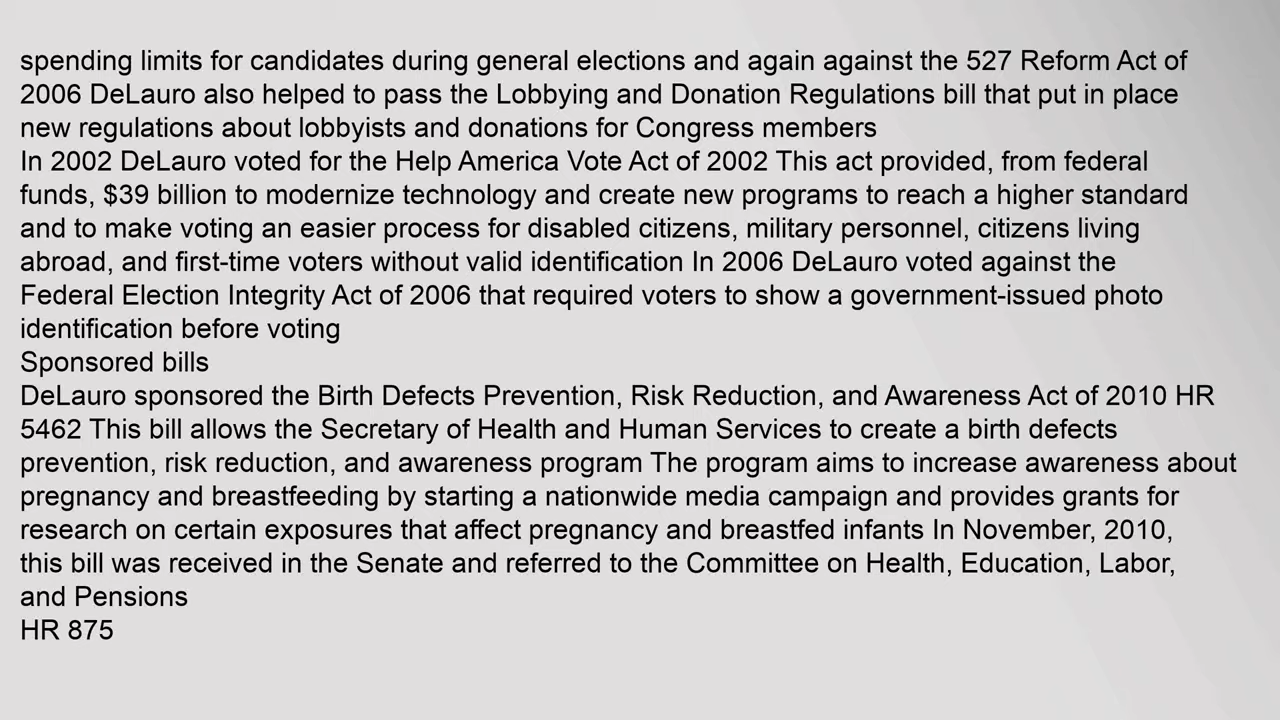 spending limits for candidates during general elections and again against the 527 Reform Act of
2006 DeLauro also helped to pass the Lobbying and Donation Regulations bill that put in place
new regulations about lobbyists and donations for Congress members
In 2002 DeLauro voted for the Help America Vote Act of 2002 This act provided, from federal
funds, $39 billion to modernize technology and create new programs to reach a higher standard
and to make voting an easier process for disabled citizens, military personnel, citizens living
abroad, and first-time voters without valid identification In 2006 DeLauro voted against the
Federal Election Integrity Act of 2006 that required voters to show a government-issued photo
identification before voting
Sponsored bills
DeLauro sponsored the Birth Defects Prevention, Risk Reduction, and Awareness Act of 2010 HR
5462 This bill allows the Secretary of Health and Human Services to create a birth defects
prevention, risk reduction, and awareness program The program aims to increase awareness about
pregnancy and breastfeeding by starting a nationwide media campaign and provides grants for
research on certain exposures that affect pregnancy and breastfed infants In November, 2010,
this bill was received in the Senate and referred to the Committee on Health, Education, Labor,
and Pensions
HR 875